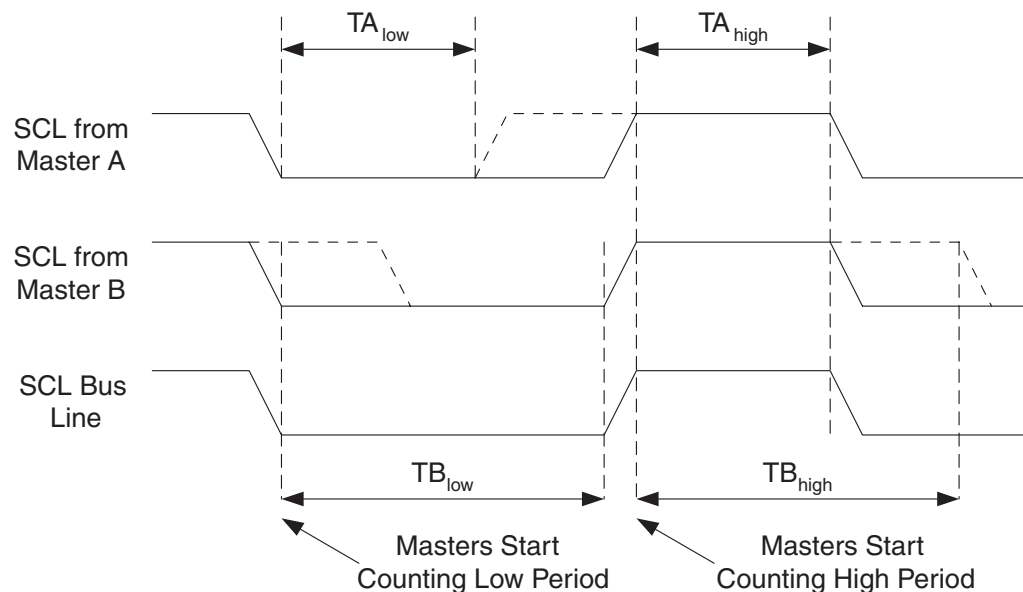 TA low
TA high
SCL from
Master A
SCL from
Master B
SCL Bus
Line
TB low
TB high
Masters Start
Counting Low Period
Masters Start
Counting High Period